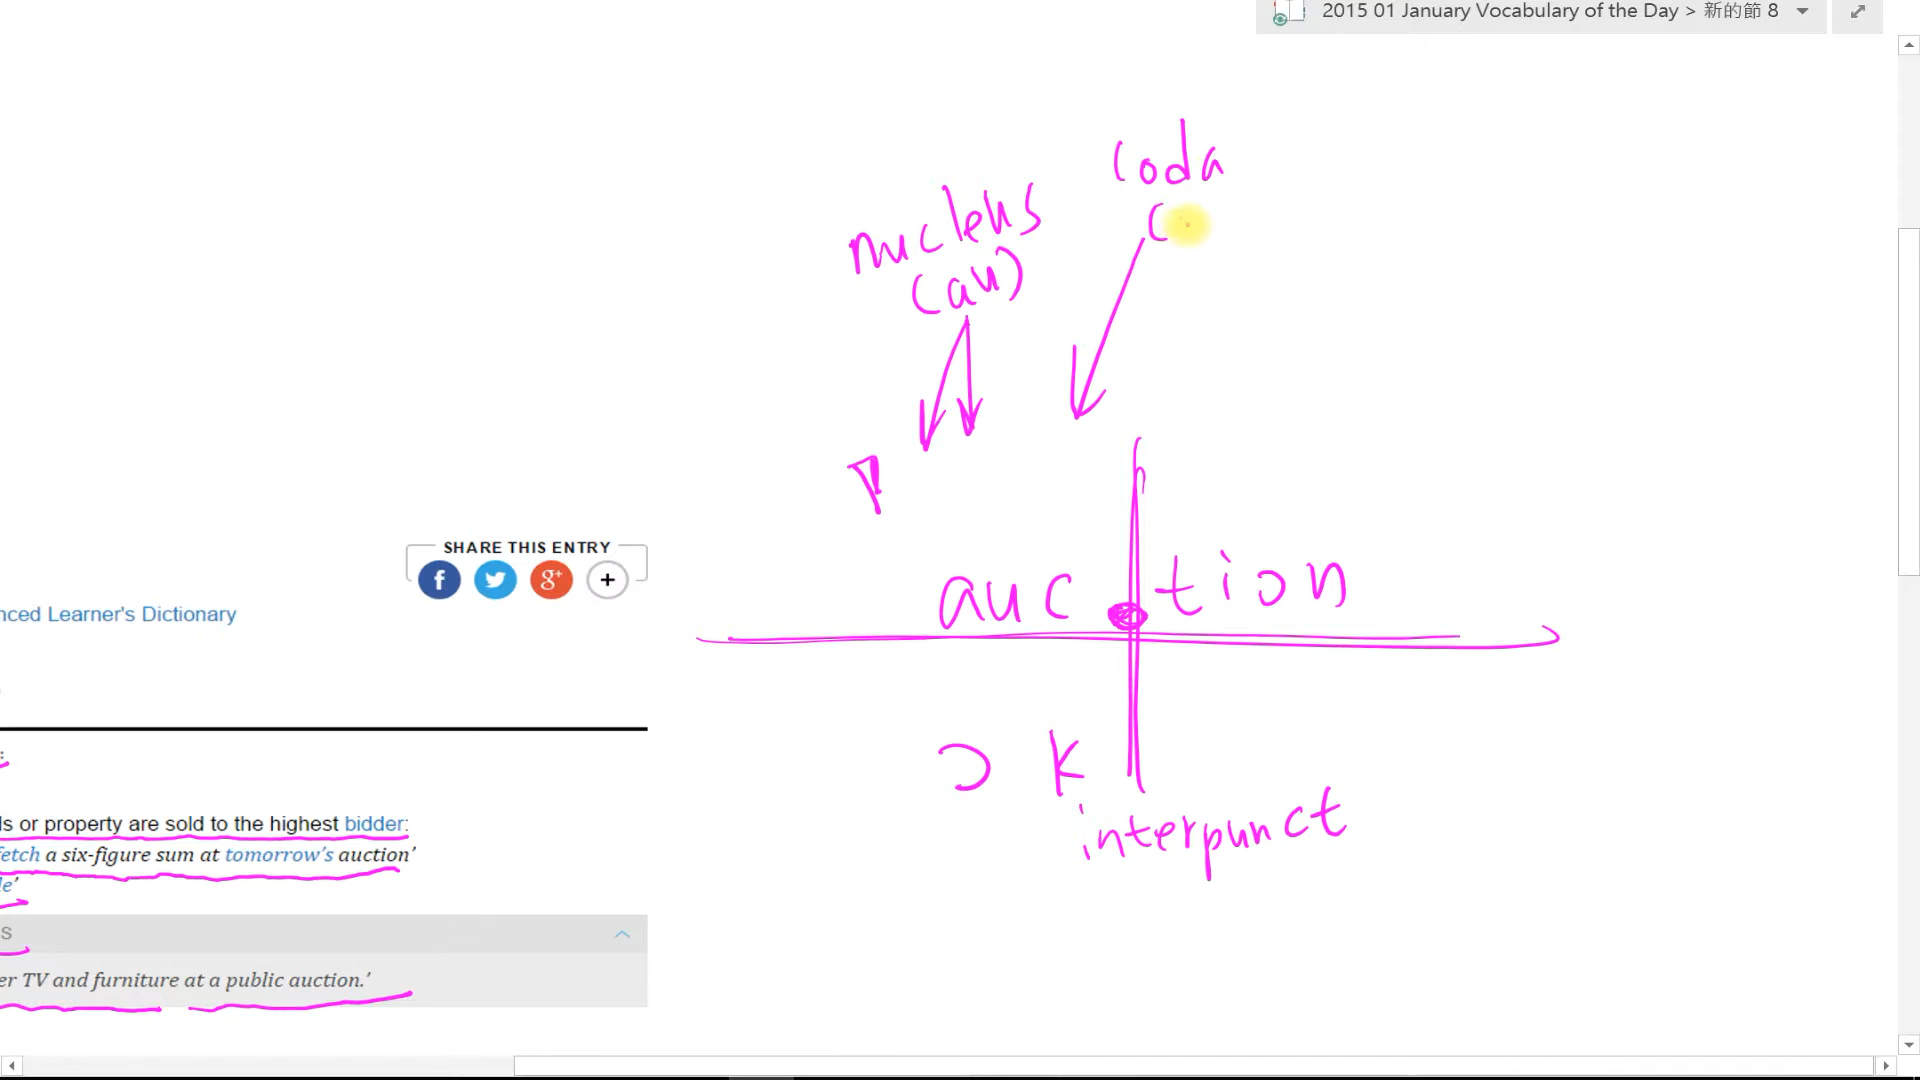 2015 01 January Vocabulary of the Day > 新的節 8
coda
(
nucleus
(au)
SHARE THIS ENTRY
f g+ +
nced Learner's Dictionary
auc • tion
ɔ k
interpunct
:
ls or property are sold to the highest bidder:
fetch a six-figure sum at tomorrow's auction’
le’
S
er TV and furniture at a public auction.’